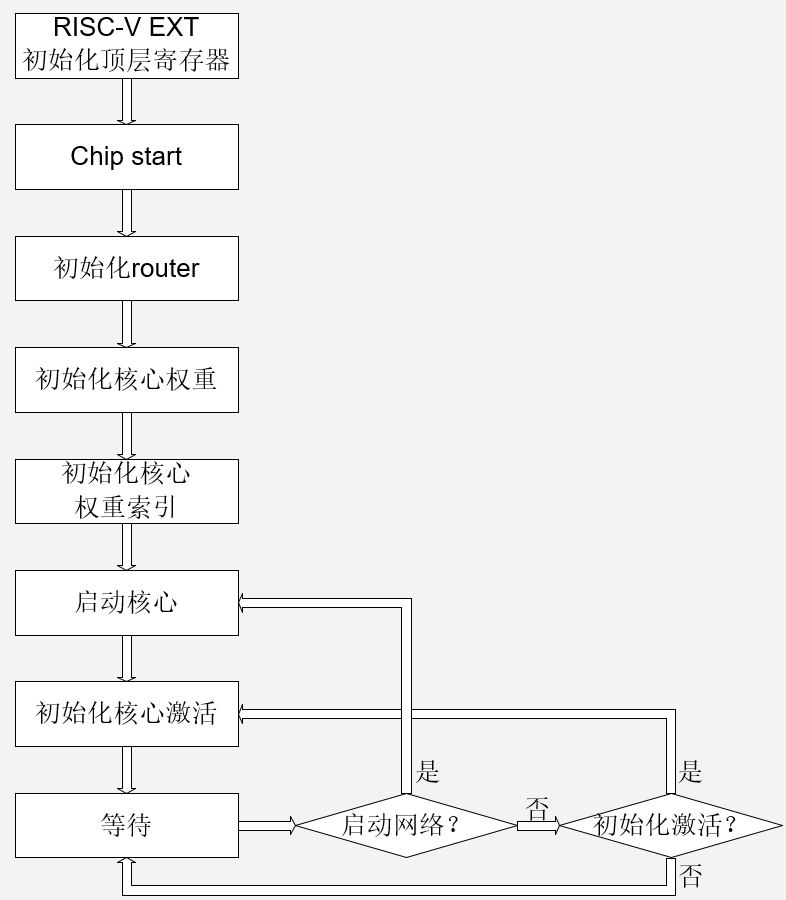 RISC-V EXT
初始化顶层寄存器
Chip start
初始化router
初始化核心权重
初始化核心
权重索引
启动核心
初始化核心激活
是
是
等待
启动网络？
否
初始化激活？
否